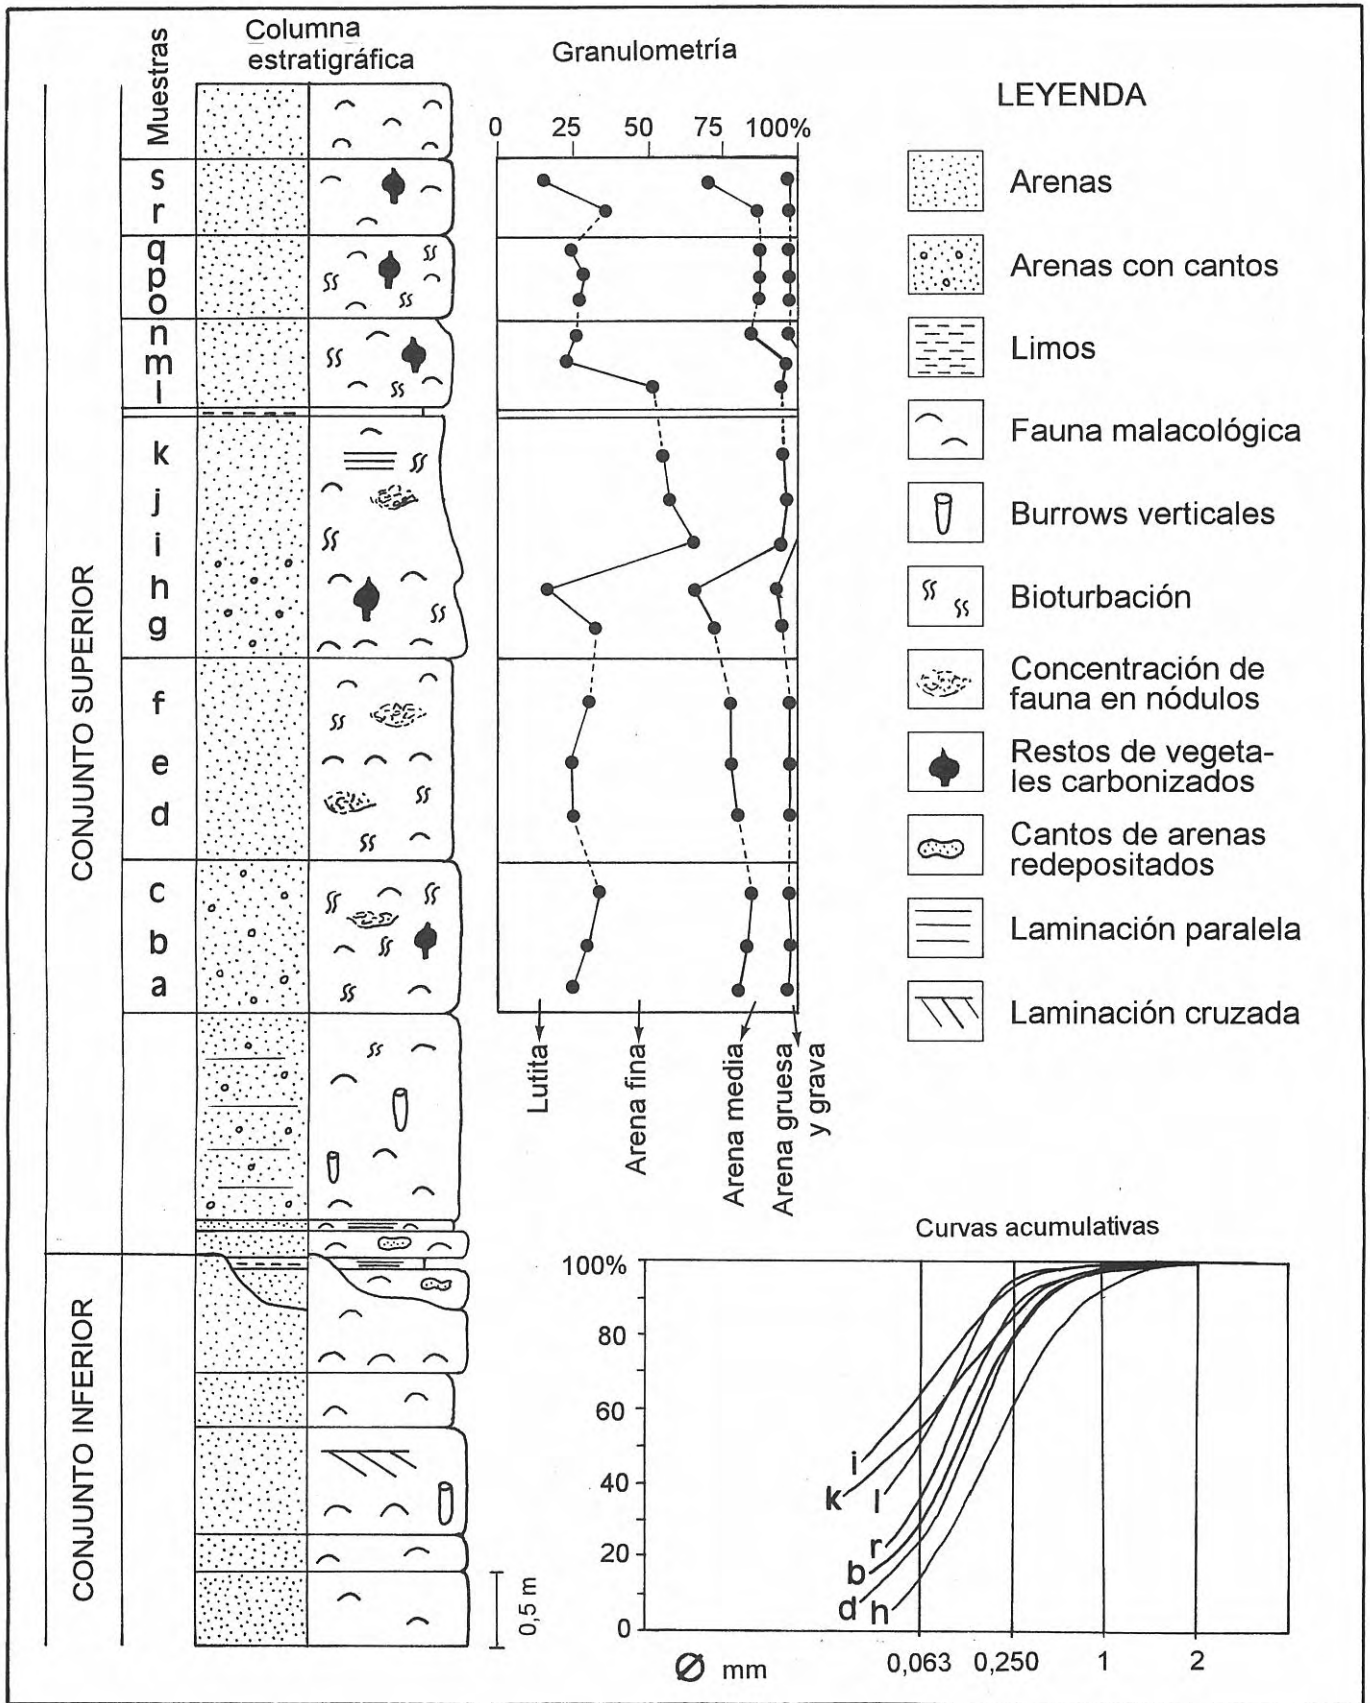 Muestras
Columna
estratigráfica
Granulometría
0 25 50 75 100%
s
r
q
p
o
n
m
l
k
j
i
h
g
f
e
d
c
b
a
CONJUNTO SUPERIOR
CONJUNTO INFERIOR
Lutita
Arena fina
Arena media
Arena gruesa
y grava
0,5 m
LEYENDA
Arenas
Arenas con cantos
Limos
Fauna malacológica
Burrows verticales
Bioturbación
Concentración de
fauna en nódulos
Restos de vegeta-
les carbonizados
Cantos de arenas
redepositados
Laminación paralela
Laminación cruzada
Curvas acumulativas
100%
80
60
40
20
0
i
k
l
r
b
d
h
Ø mm
0,063 0,250 1 2